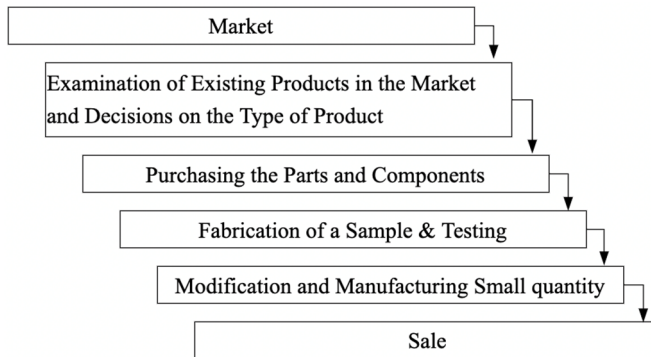 Market
Examination of Existing Products in the Market
and Decisions on the Type of Product
Purchasing the Parts and Components
Fabrication of a Sample & Testing
Modification and Manufacturing Small quantity
Sale